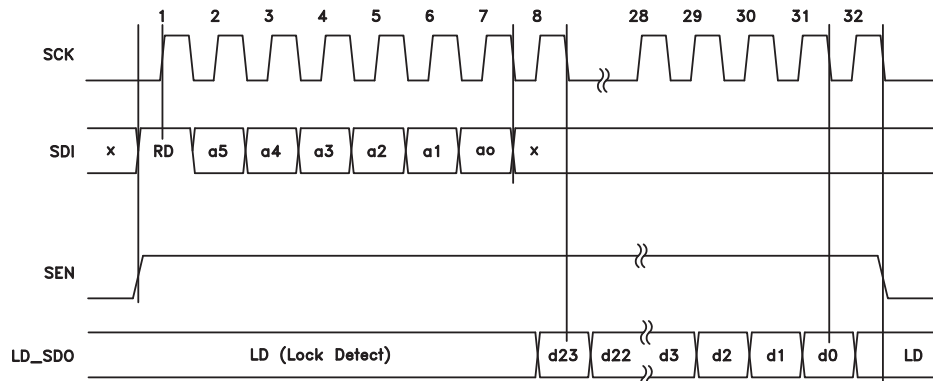 1 2 3 4 5 6 7 8 28 29 30 31 32
SCK
SDI x RD a5 a4 a3 a2 a1 ao x
SEN
LD_SDO LD (Lock Detect) d23 d22 d3 d2 d1 d0 LD